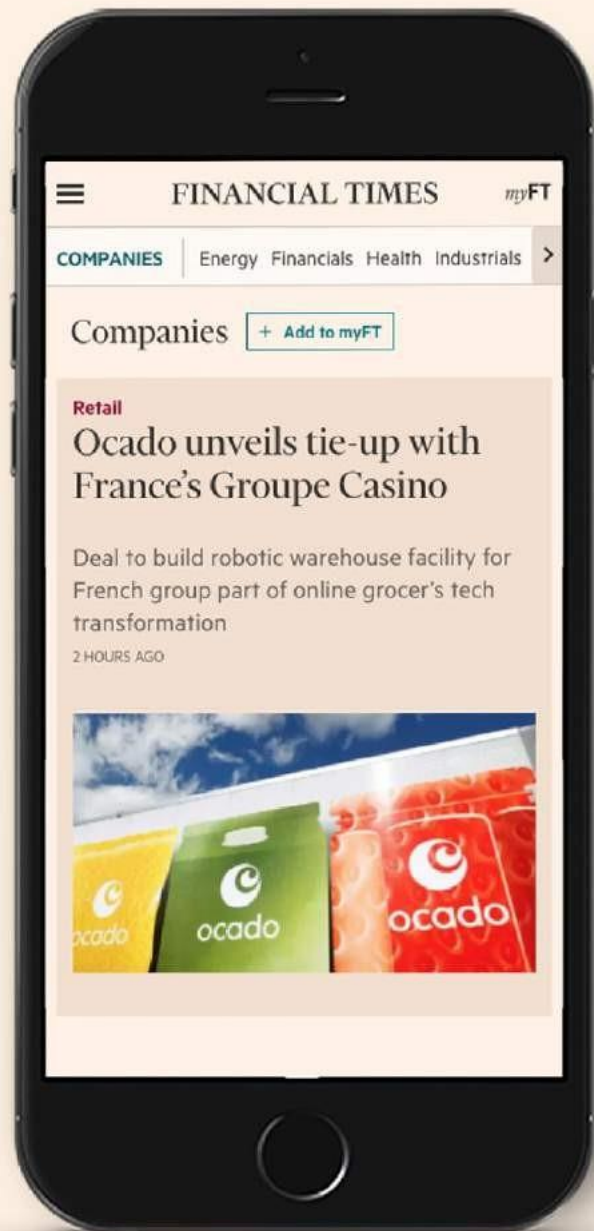 FINANCIAL TIMES myFT
COMPANIES Energy Financials Health Industrials >
Companies + Add to myFT
Retail
Ocado unveils tie-up with
France's Groupe Casino
Deal to build robotic warehouse facility for
French group part of online grocer's tech
transformation
2 HOURS AGO
ocado ocado ocado